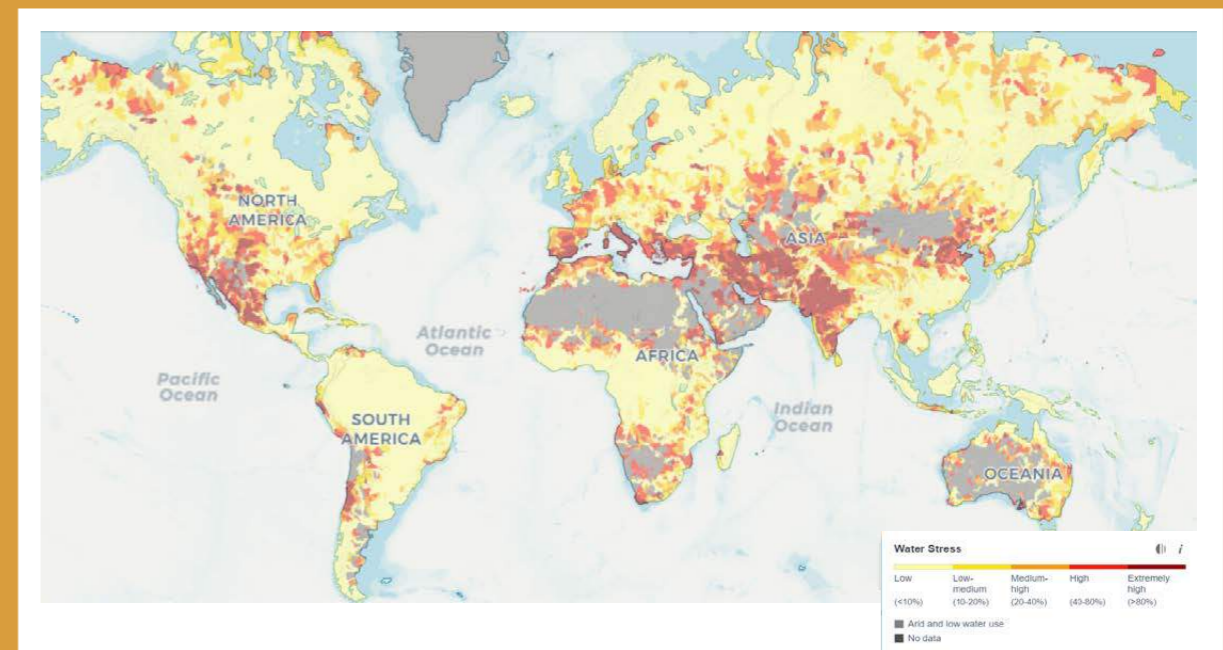 NORTH
AMERICA
ASIA
Atlantic
Ocean
AFRICA
Pacific
Ocean
Indian
Ocean
SOUTH
AMERICA
OCEANIA
Water Stress i
Low Low- Medium- High Extremely
medium high high
(<10%) (10-20%) (20-40%) (40-80%) (>80%)
Arid and low water use
No data